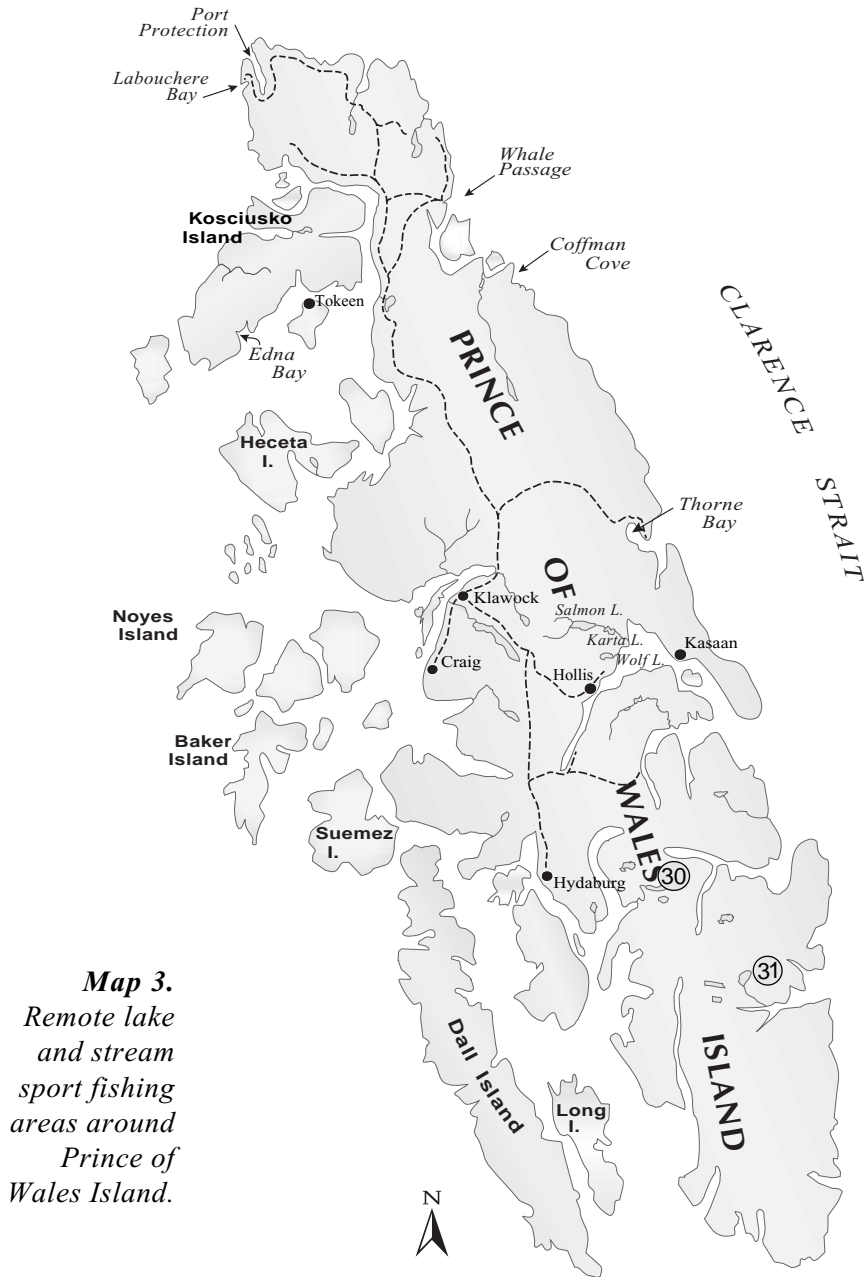 Port
Protection
Labouchere
Bay
Whale
Passage
Kosciusko
Island
Coffman
Cove
Tokeen
Edna
Bay
CLARENCE
STRAIT
PRINCE
OF
WALES
ISLAND
Heceta
I.
Thorne
Bay
Klawock
Salmon L.
Noyes
Island
Karta L.
Kasaan
Wolf L.
Craig
Hollis
Baker
Island
Suemez
I.
Hydaburg
30
31
Dall Island
Long
I.
Map 3.
Remote lake
and stream
sport fishing
areas around
Prince of
Wales Island.
N